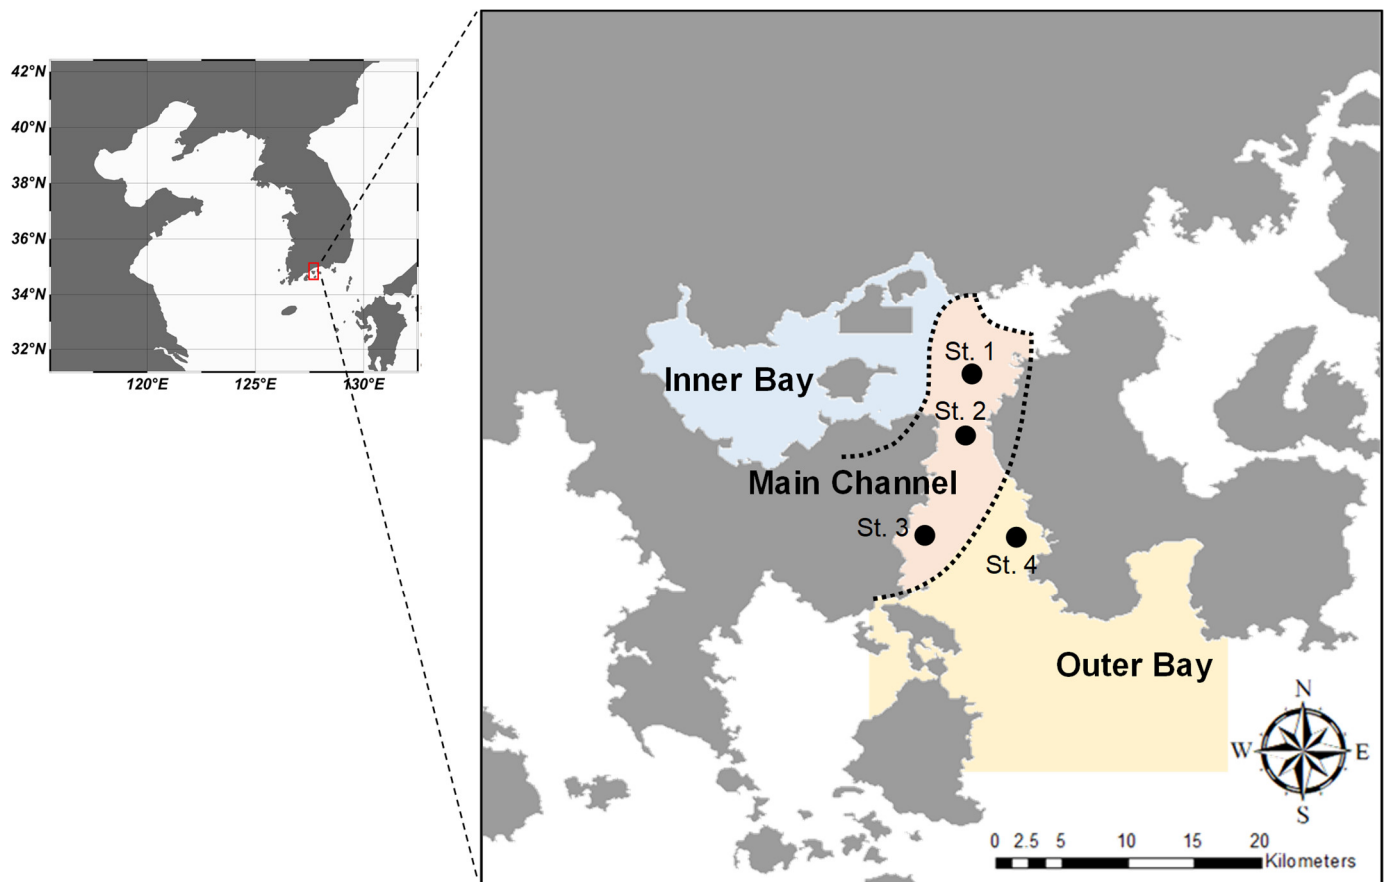 42°N
40°N
38°N
36°N
34°N
32°N
120°E
125°E
130°E
Inner Bay
St. 1
St. 2
Main Channel
St. 3
St. 4
Outer Bay
N
W
E
S
0 2.5 5 10 15 20
Kilometers